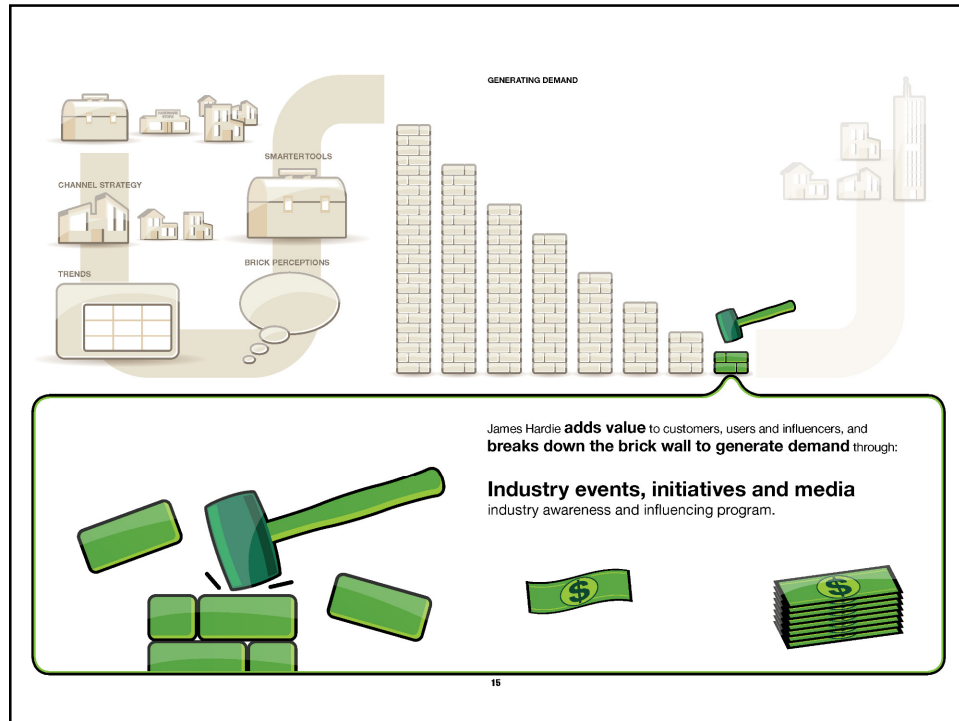 GENERATING DEMAND
SMARTERTOOLS
CHANNEL STRATEGY
BRICK PERCEPTIONS
TRENDS
James Hardie adds value to customers, users and influencers, and
breaks down the brick wall to generate demand through:
Industry events, initiatives and media
industry awareness and influencing program.
$
$
15